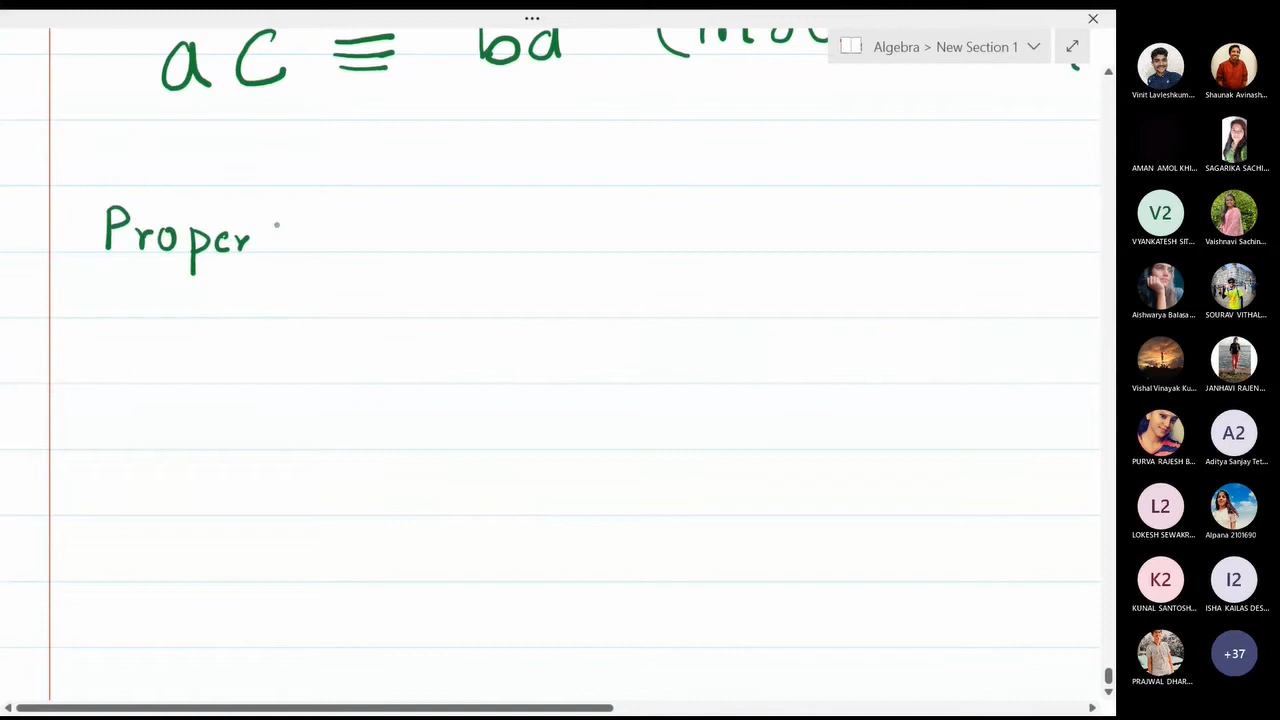 ac ≡ bd (mod
Algebra > New Section 1
Proper
Vinit Lavleshkum...
Shaunak Avinash...
AMAN AMOL KHI...
SAGARIKA SACHI...
V2
VYANKATESH SIT...
Vaishnavi Sachin...
Aishwarya Balasa...
SOURAV VITHAL...
Vishal Vinayak Ku...
JANHAVI RAJEN...
PURVA RAJESH B...
A2
Aditya Sanjay Tet...
L2
LOKESH SEWAKR...
Alpana 2101690
K2
KUNAL SANTOSH...
I2
ISHA KAILAS DES...
PRAJWAL DHAR...
+37